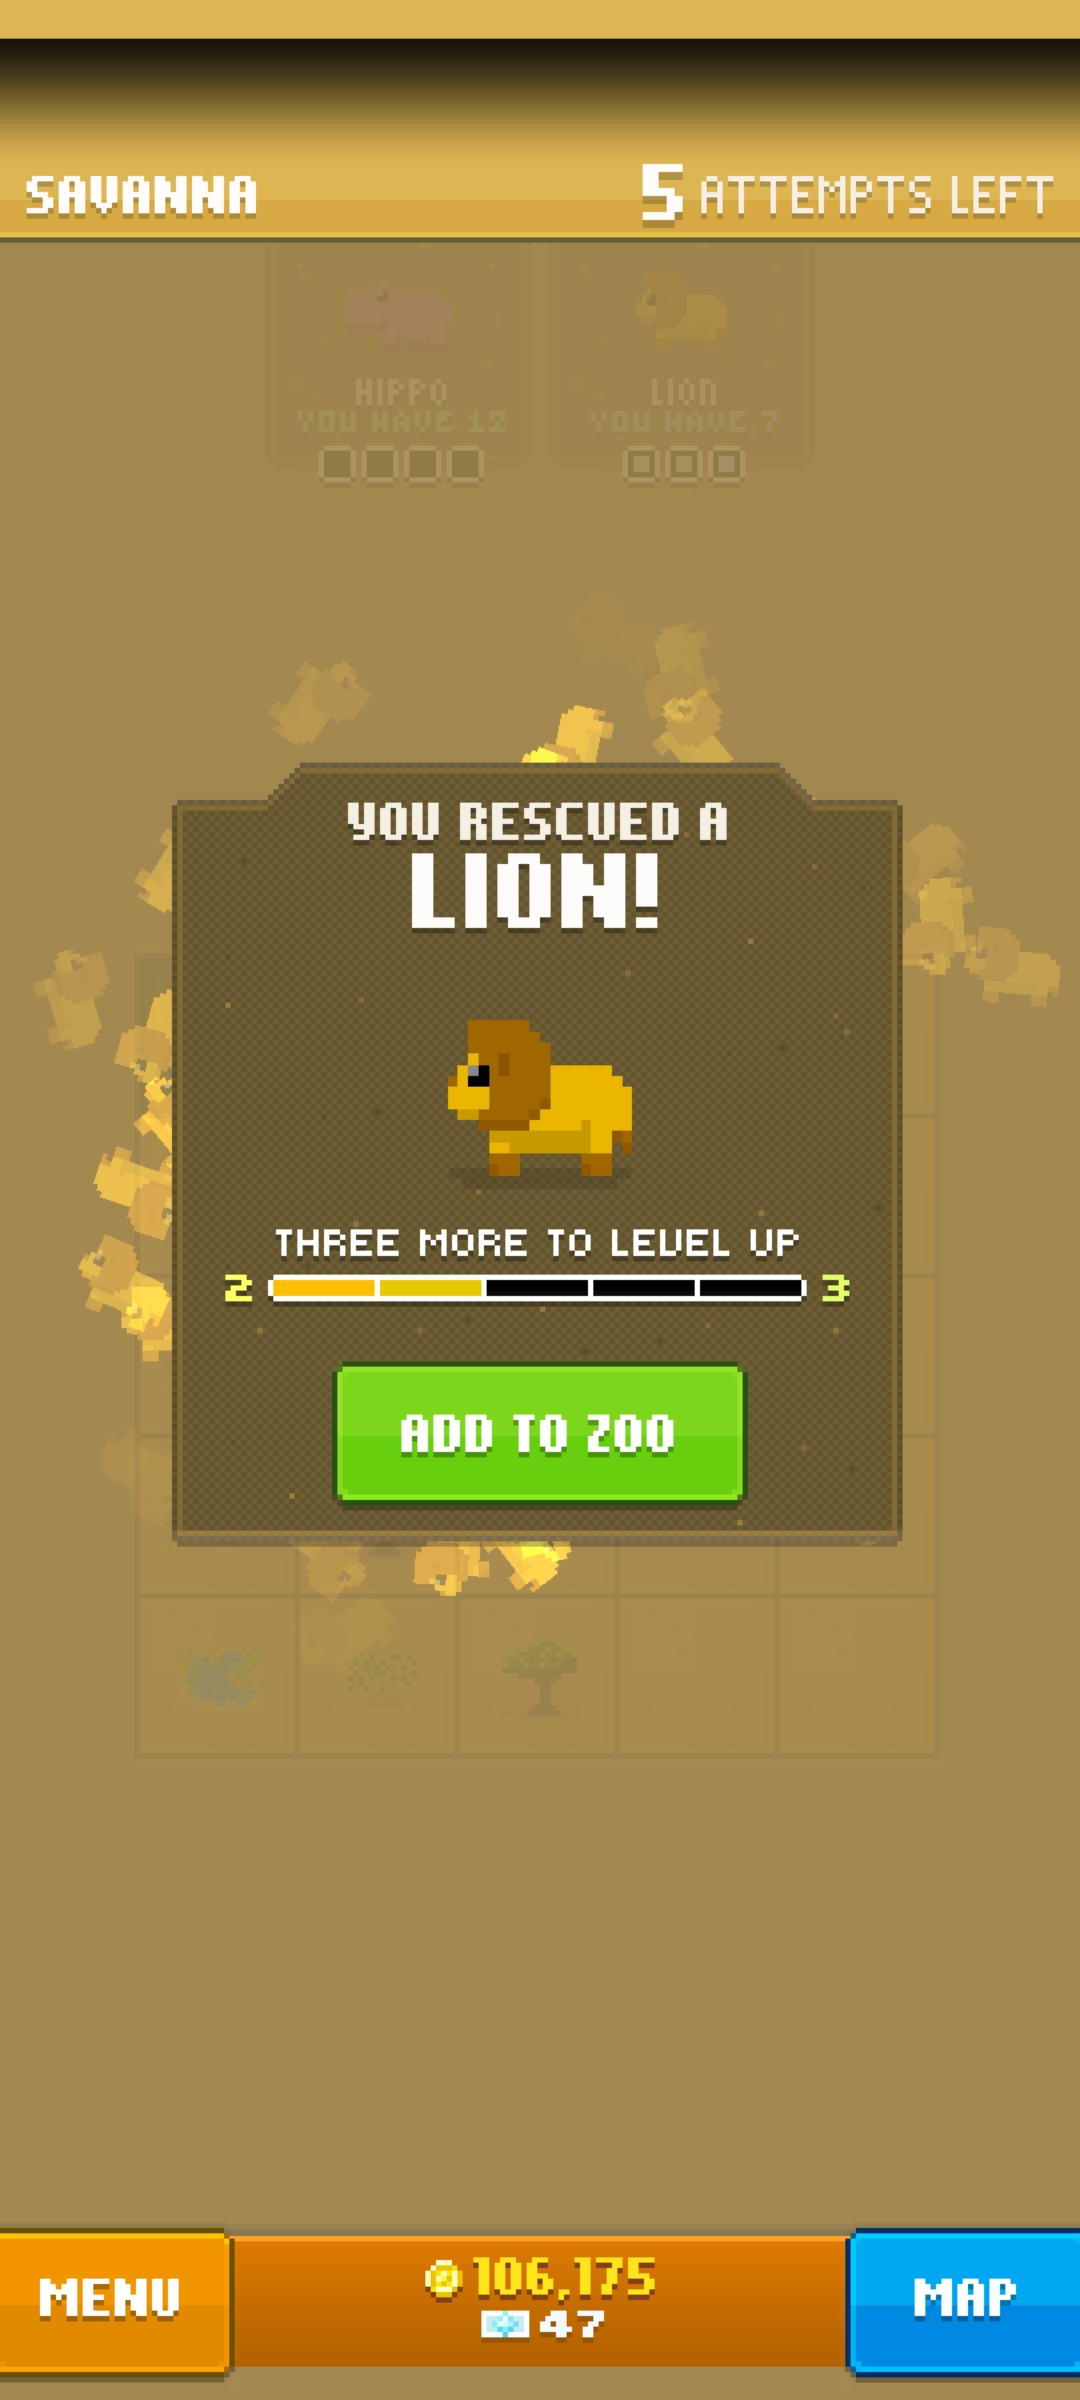 SAVANNA
5 ATTEMPTS LEFT
HIPPO
LION
YOU HAVE 12
YOU HAVE 7
YOU RESCUED A
LION!
THREE MORE TO LEVEL UP
2
3
ADD TO ZOO
MENU
106,175
47
MAP